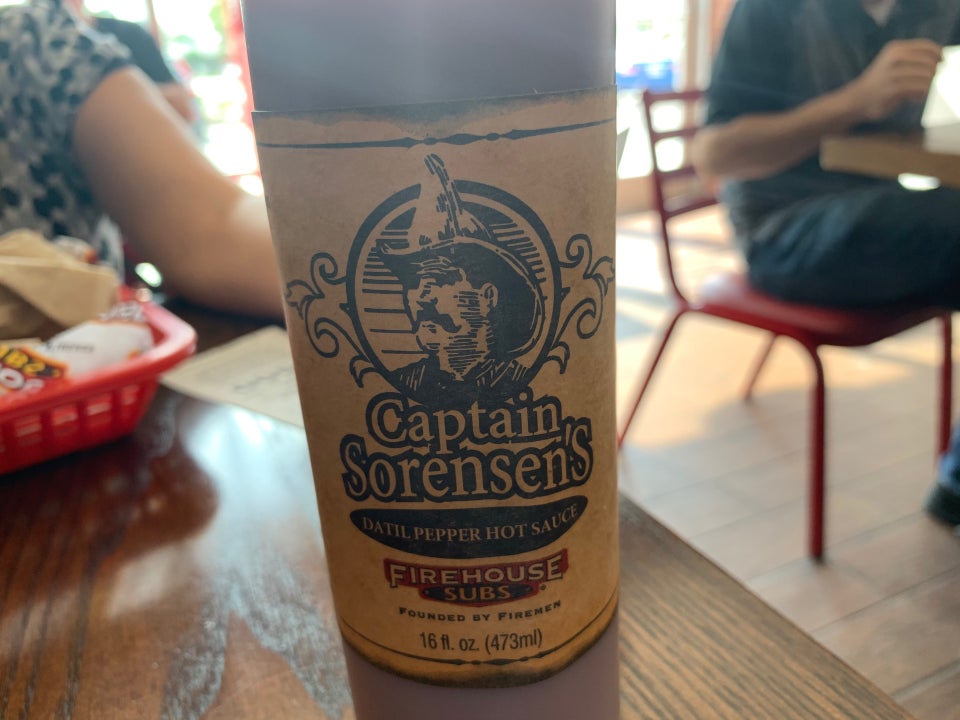 Captain
Sorensen's
DATIL PEPPER HOT SAUCE
FIREHOUSE
SUBS
FOUNDED BY FIREMEN
16 fl. oz. (473ml)